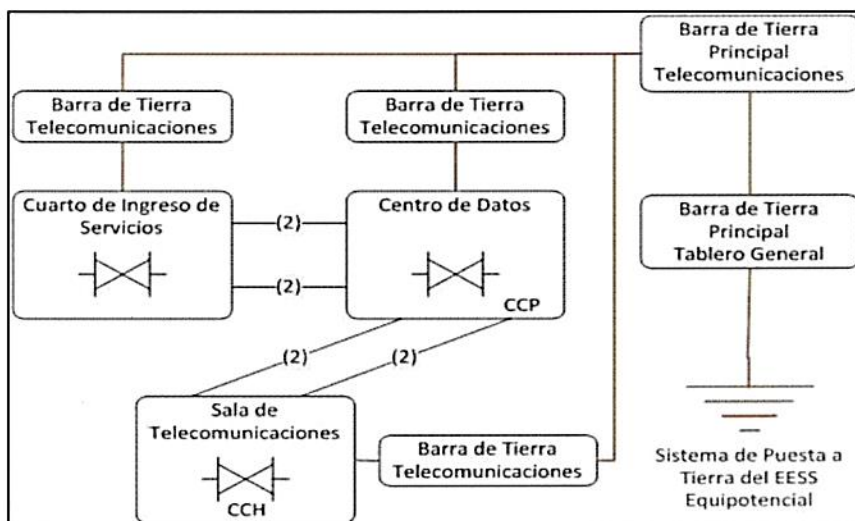 Barra de Tierra
Principal
Telecomunicaciones
Barra de Tierra
Telecomunicaciones
Barra de Tierra
Telecomunicaciones
Cuarto de Ingreso de
Servicios
(2)
(2)
Centro de Datos
CCP
Barra de Tierra
Principal
Tablero General
(2)
(2)
Sala de
Telecomunicaciones
CCH
Barra de Tierra
Telecomunicaciones
Sistema de Puesta a
Tierra del EESS
Equipotencial